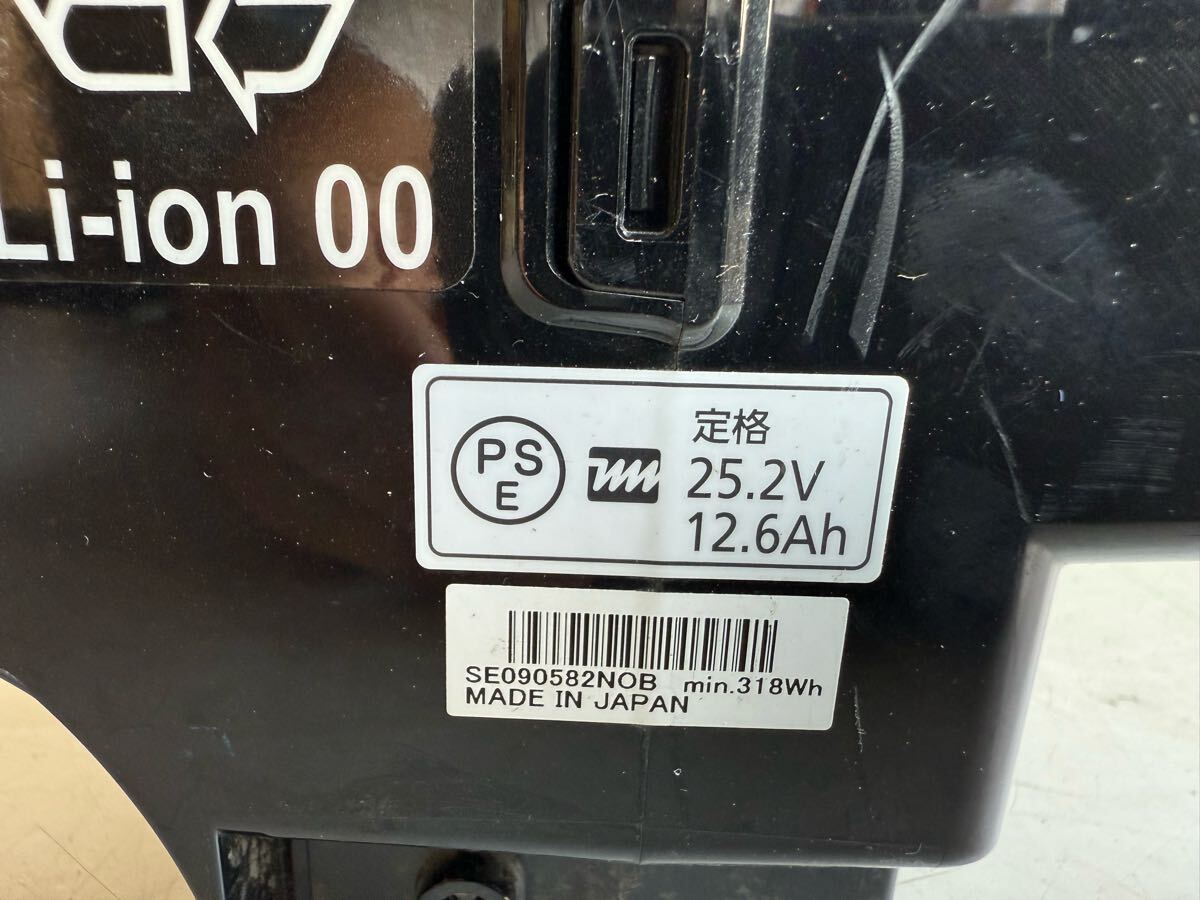 Li-ion 00
PS
E
定格
25.2V
12.6Ah
SE090582NOB min.318Wh
MADE IN JAPAN